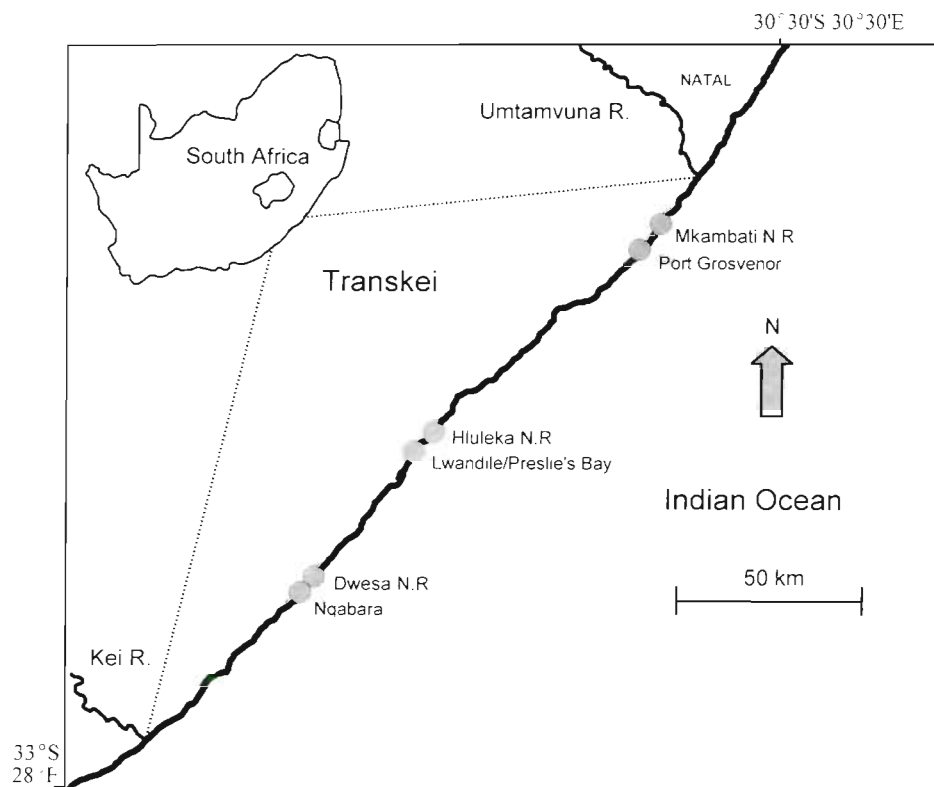 30°30'S 30°30'E
NATAL
Umtamvuna R.
South Africa
Mkambati N R
Port Grosvenor
Transkei
N
Hluleka N.R
Lwandile/Preslie's Bay
Indian Ocean
50 km
Dwesa N.R
Nqabara
Kei R.
33°S
28°E